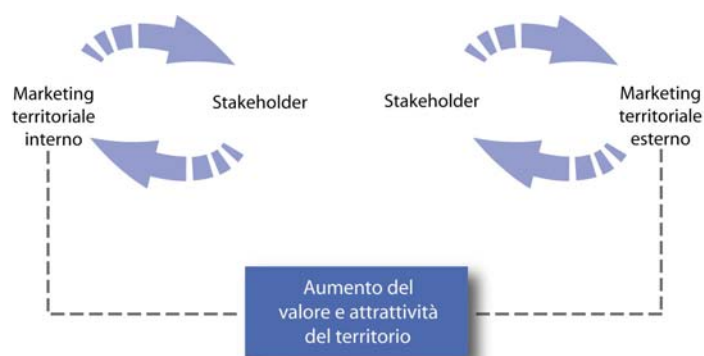 Marketing
territoriale
interno
Stakeholder
Stakeholder
Marketing
territoriale
esterno
Aumento del
valore e attrattività
del territorio